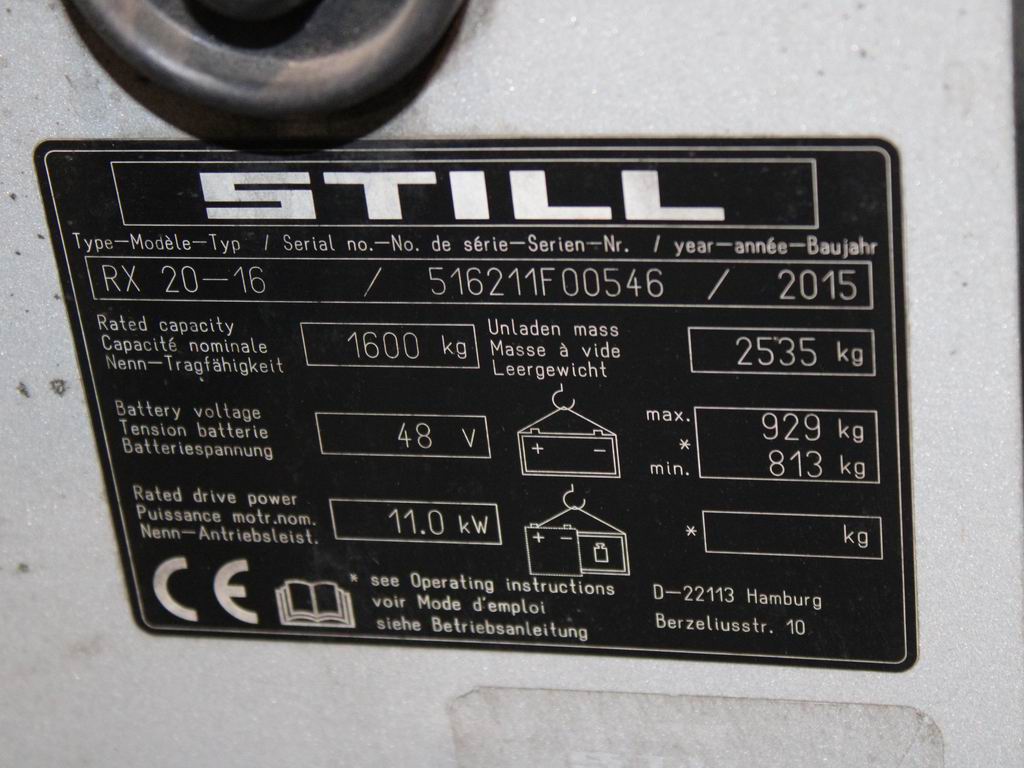 STILL
Type—Modèle—Typ / Serial no.—No. de série—Serien—Nr. / year—année—Baujahr
RX 20—16 / 516211F00546 / 2015
Rated capacity
Capacité nominale
Nenn—Tragfähigkeit
1600 kg
Unladen mass
Masse à vide
Leergewicht
2535 kg
Battery voltage
Tension batterie
Batteriespannung
48 V
+ −
max. 929 kg
*
min. 813 kg
Rated drive power
Puissance motr.nom.
Nenn—Antriebsleist.
11.0 kW
+ −
* kg
CE
* see Operating instructions
voir Mode d'emploi
siehe Betriebsanleitung
D—22113 Hamburg
Berzeliusstr. 10